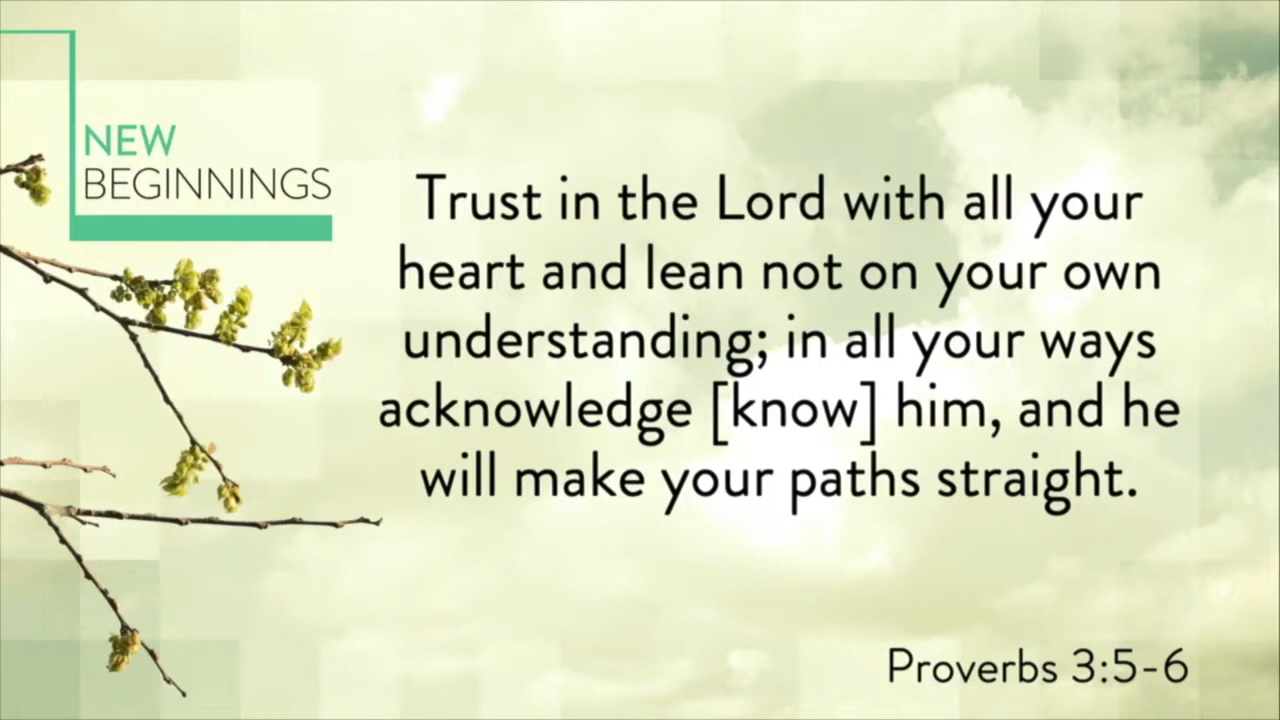 NEW
BEGINNINGS
Trust in the Lord with all your
heart and lean not on your own
understanding; in all your ways
acknowledge [know] him, and he
will make your paths straight.
Proverbs 3:5-6